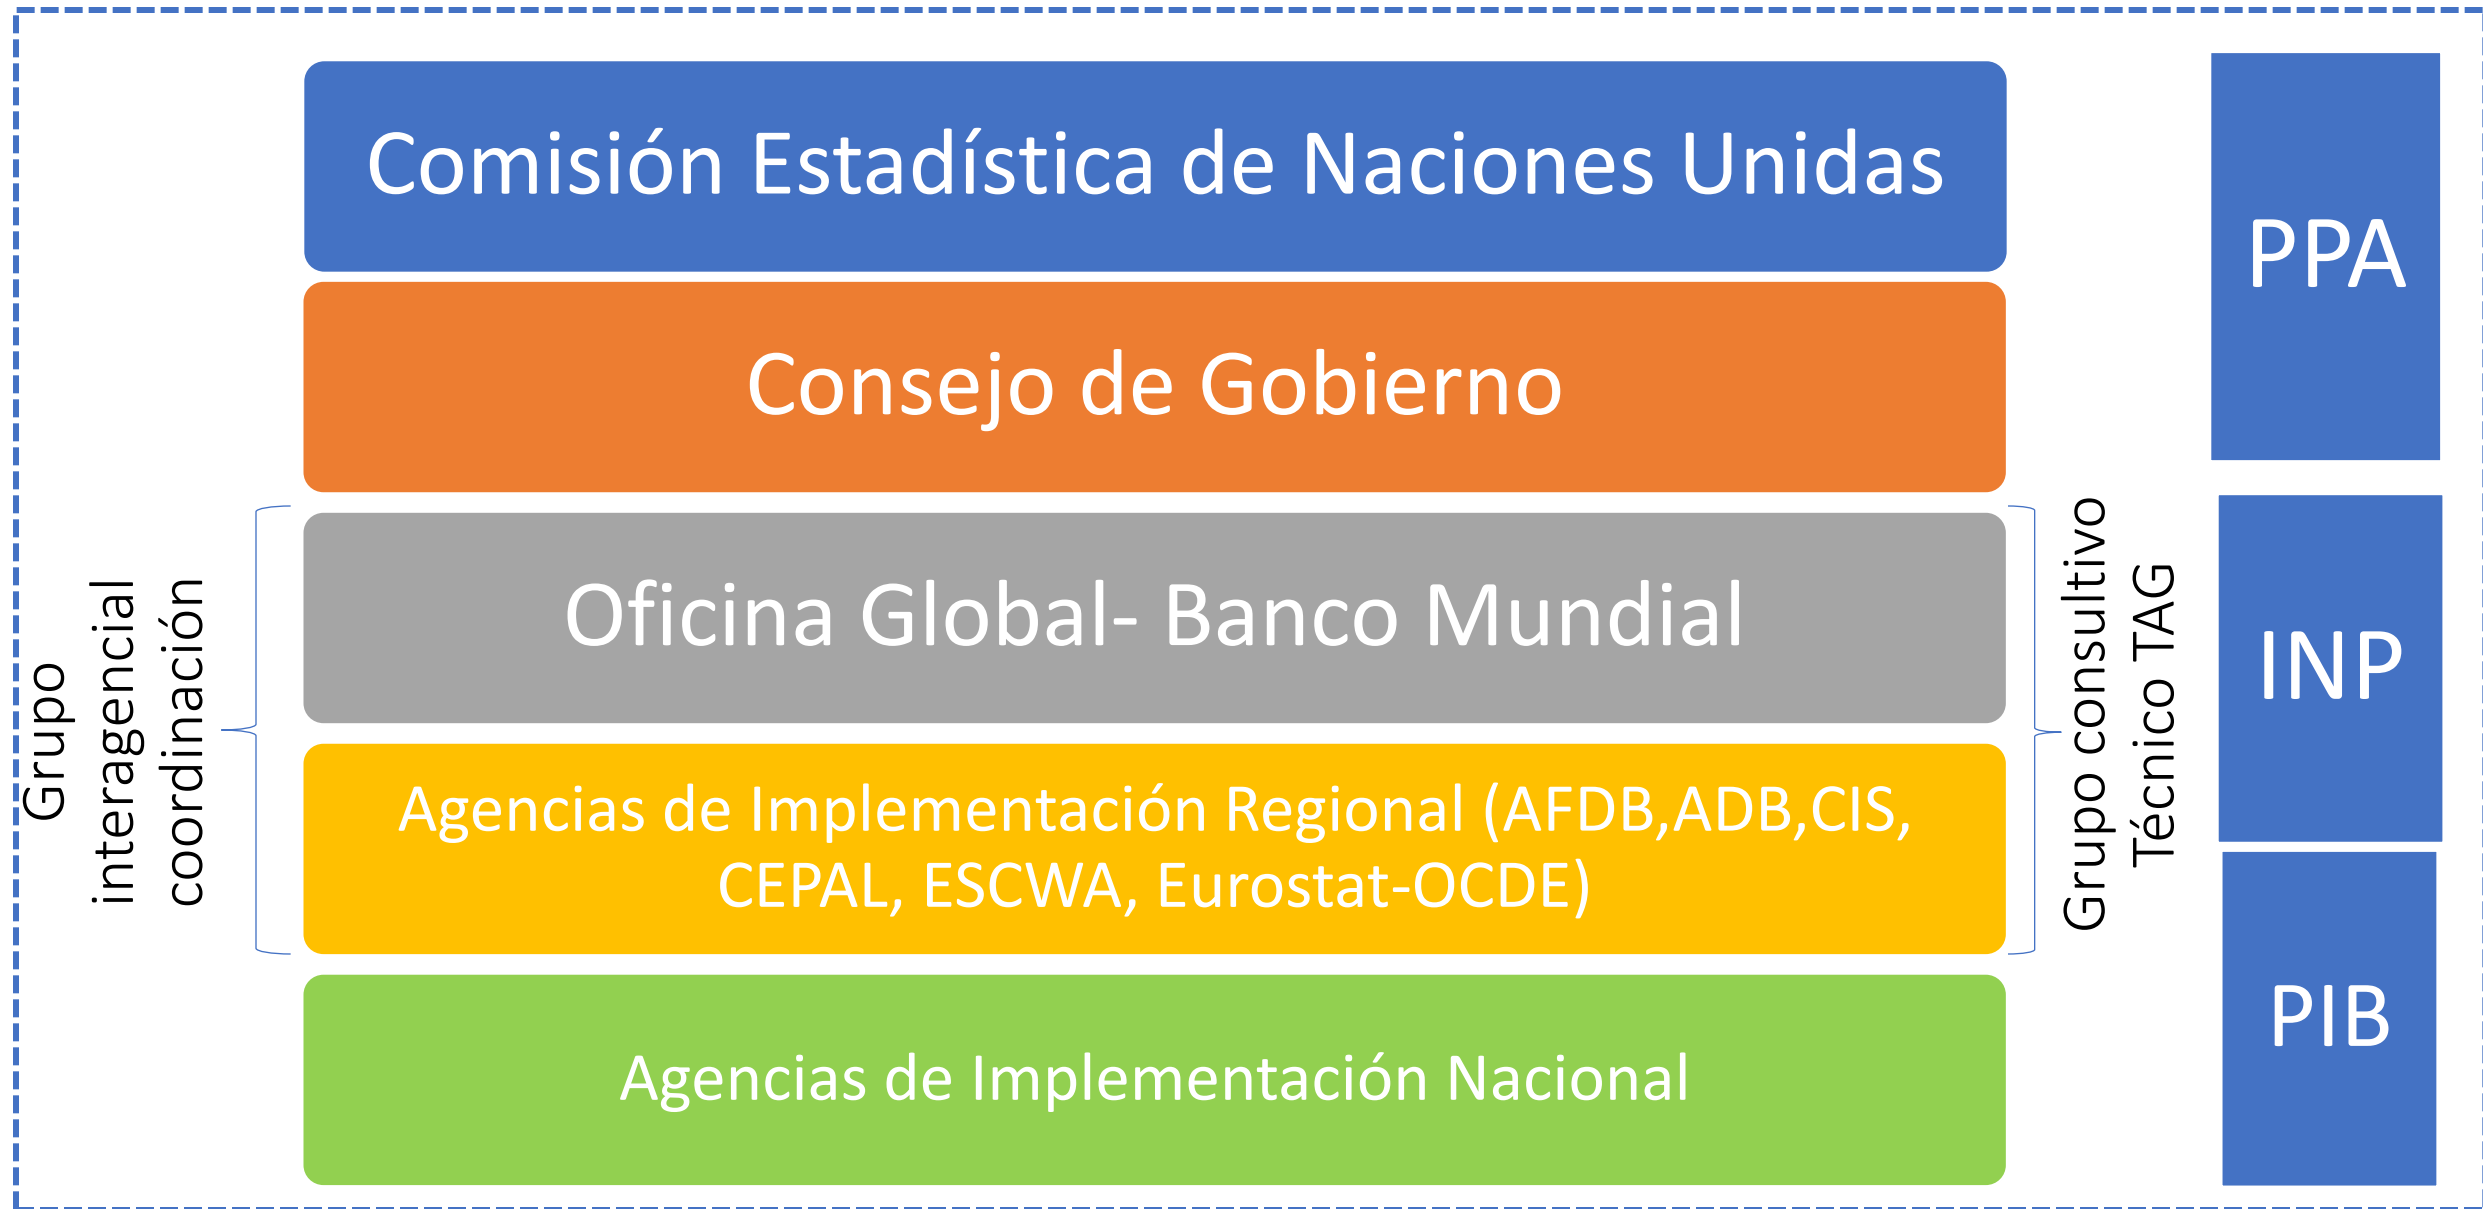 Comisión Estadística de Naciones Unidas
Consejo de Gobierno
Oficina Global- Banco Mundial
Agencias de Implementación Regional (AFDB,ADB,CIS,
CEPAL, ESCWA, Eurostat-OCDE)
Agencias de Implementación Nacional
Grupo
interagencial
coordinación
Grupo consultivo
Técnico TAG
PPA
INP
PIB